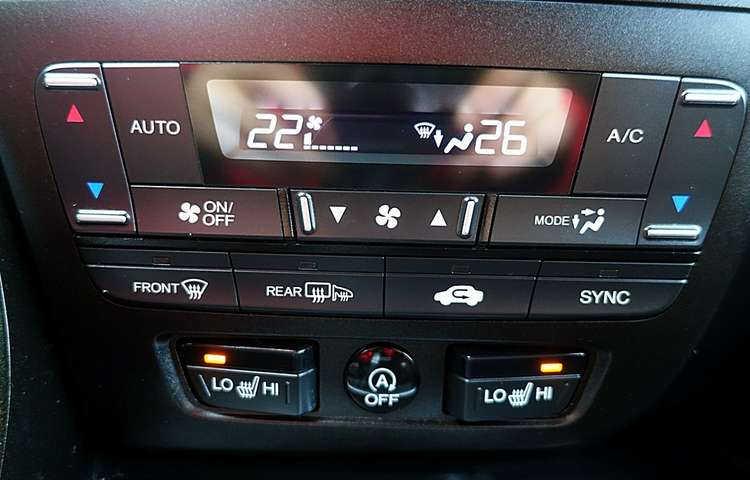 22 26
AUTO
A/C
ON/
OFF
MODE
FRONT
REAR
SYNC
LO HI
A
OFF
LO HI